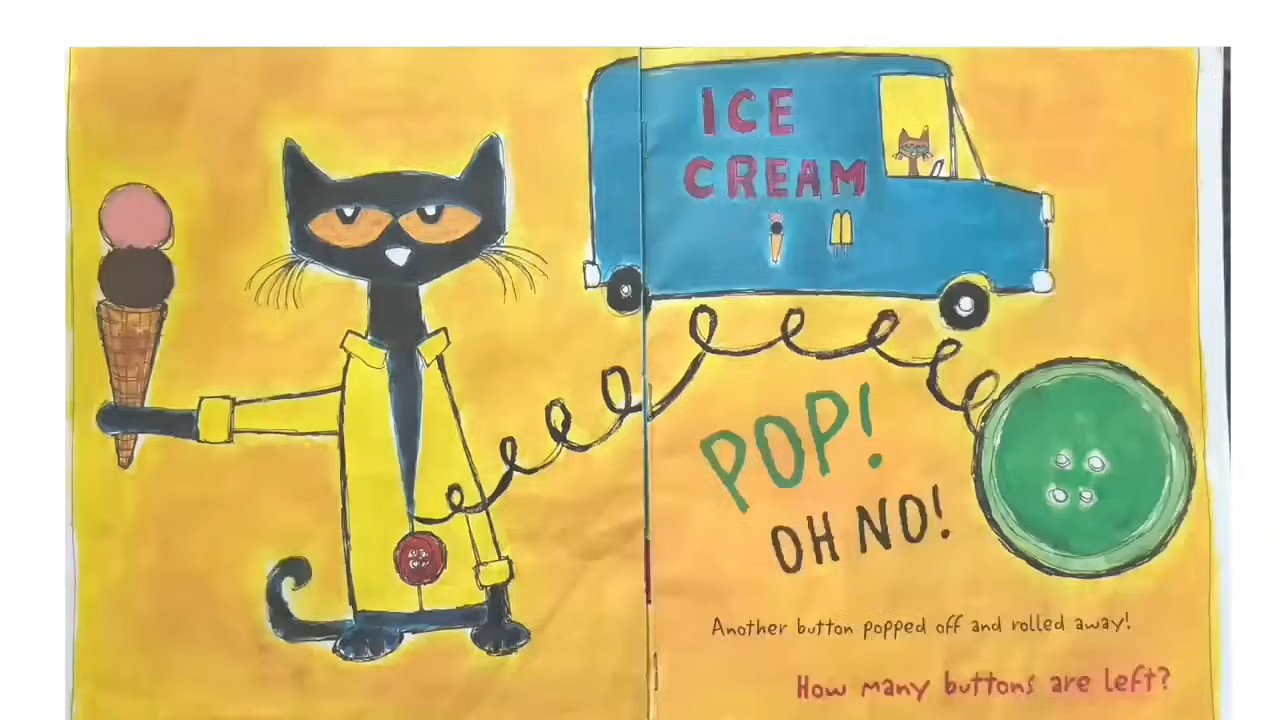 ICE
CREAM
POP!
OH NO!
Another button popped off and rolled away!
How many buttons are left?